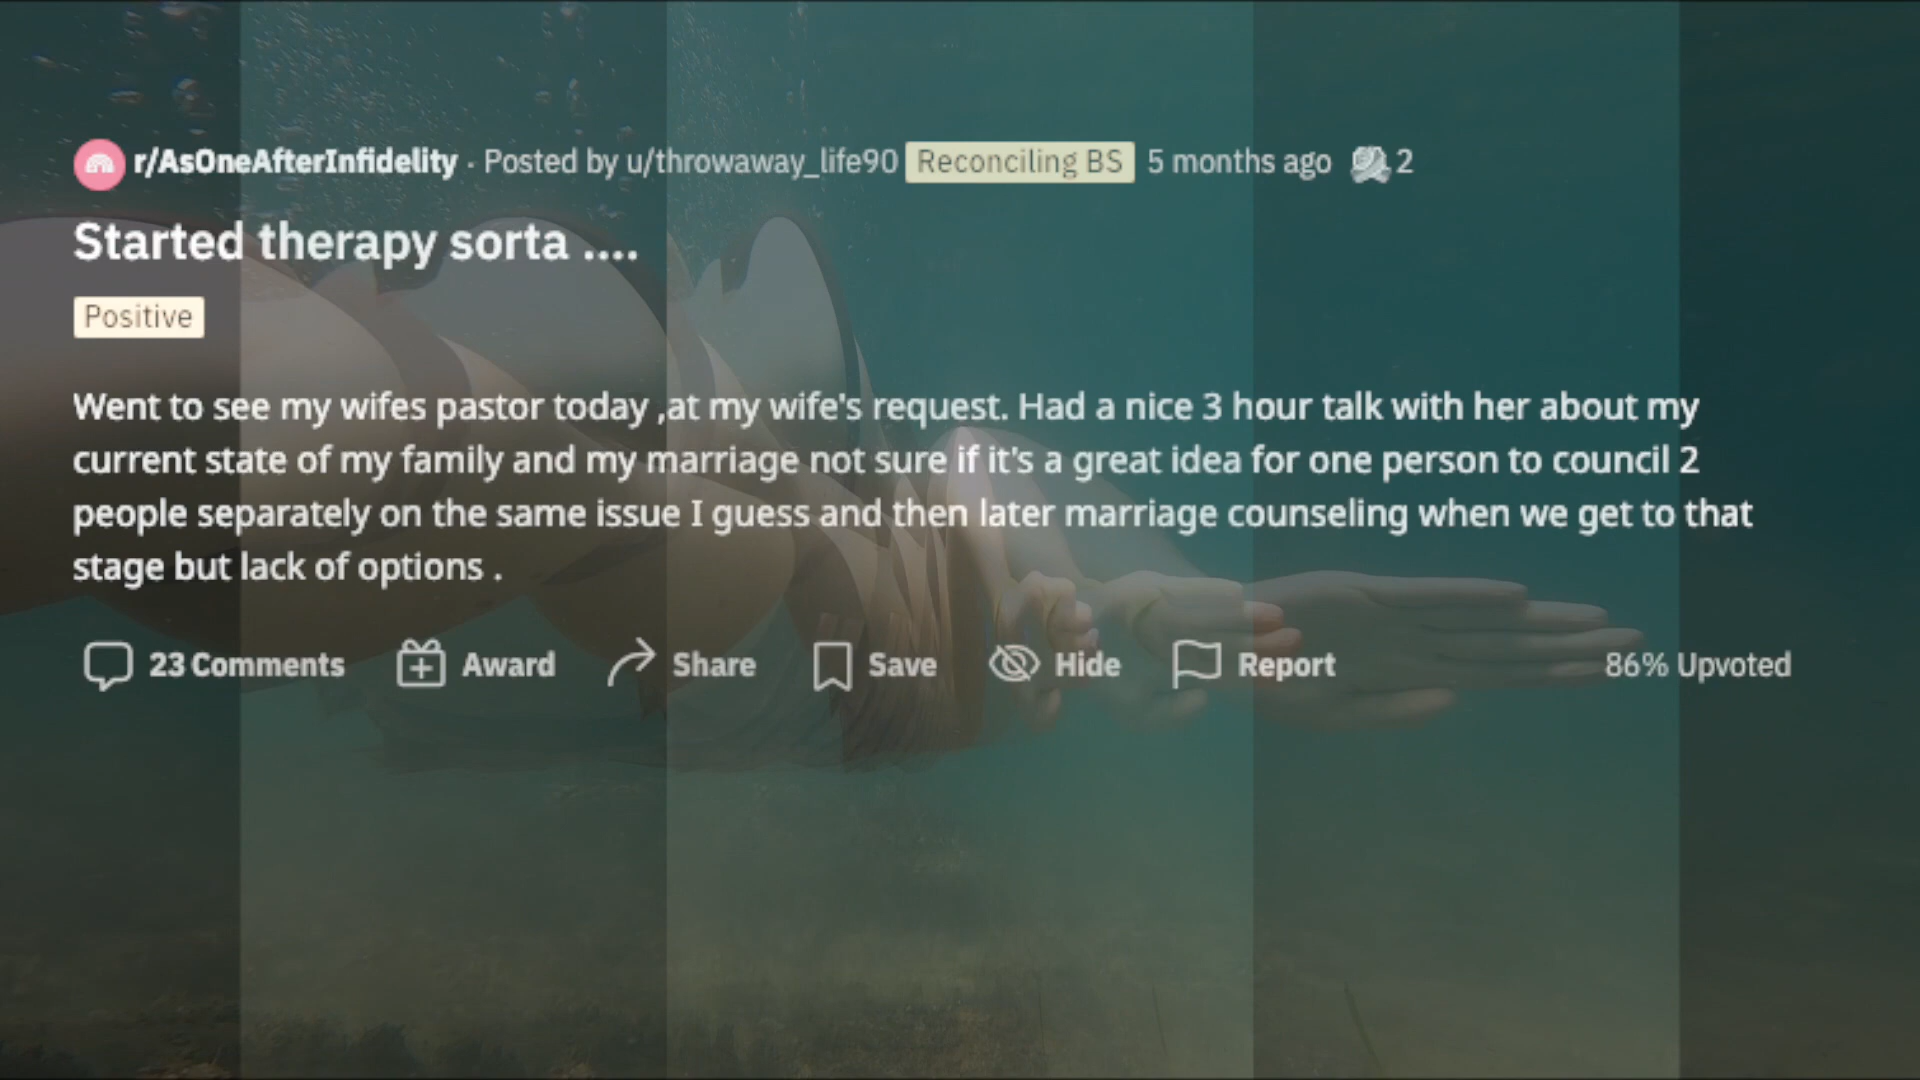 r/AsOneAfterInfidelity · Posted by u/throwaway_life90 Reconciling BS 5 months ago 2
Started therapy sorta ....
Positive
Went to see my wifes pastor today ,at my wife's request. Had a nice 3 hour talk with her about my
current state of my family and my marriage not sure if it's a great idea for one person to council 2
people separately on the same issue I guess and then later marriage counseling when we get to that
stage but lack of options .
23 Comments Award Share Save Hide Report 86% Upvoted